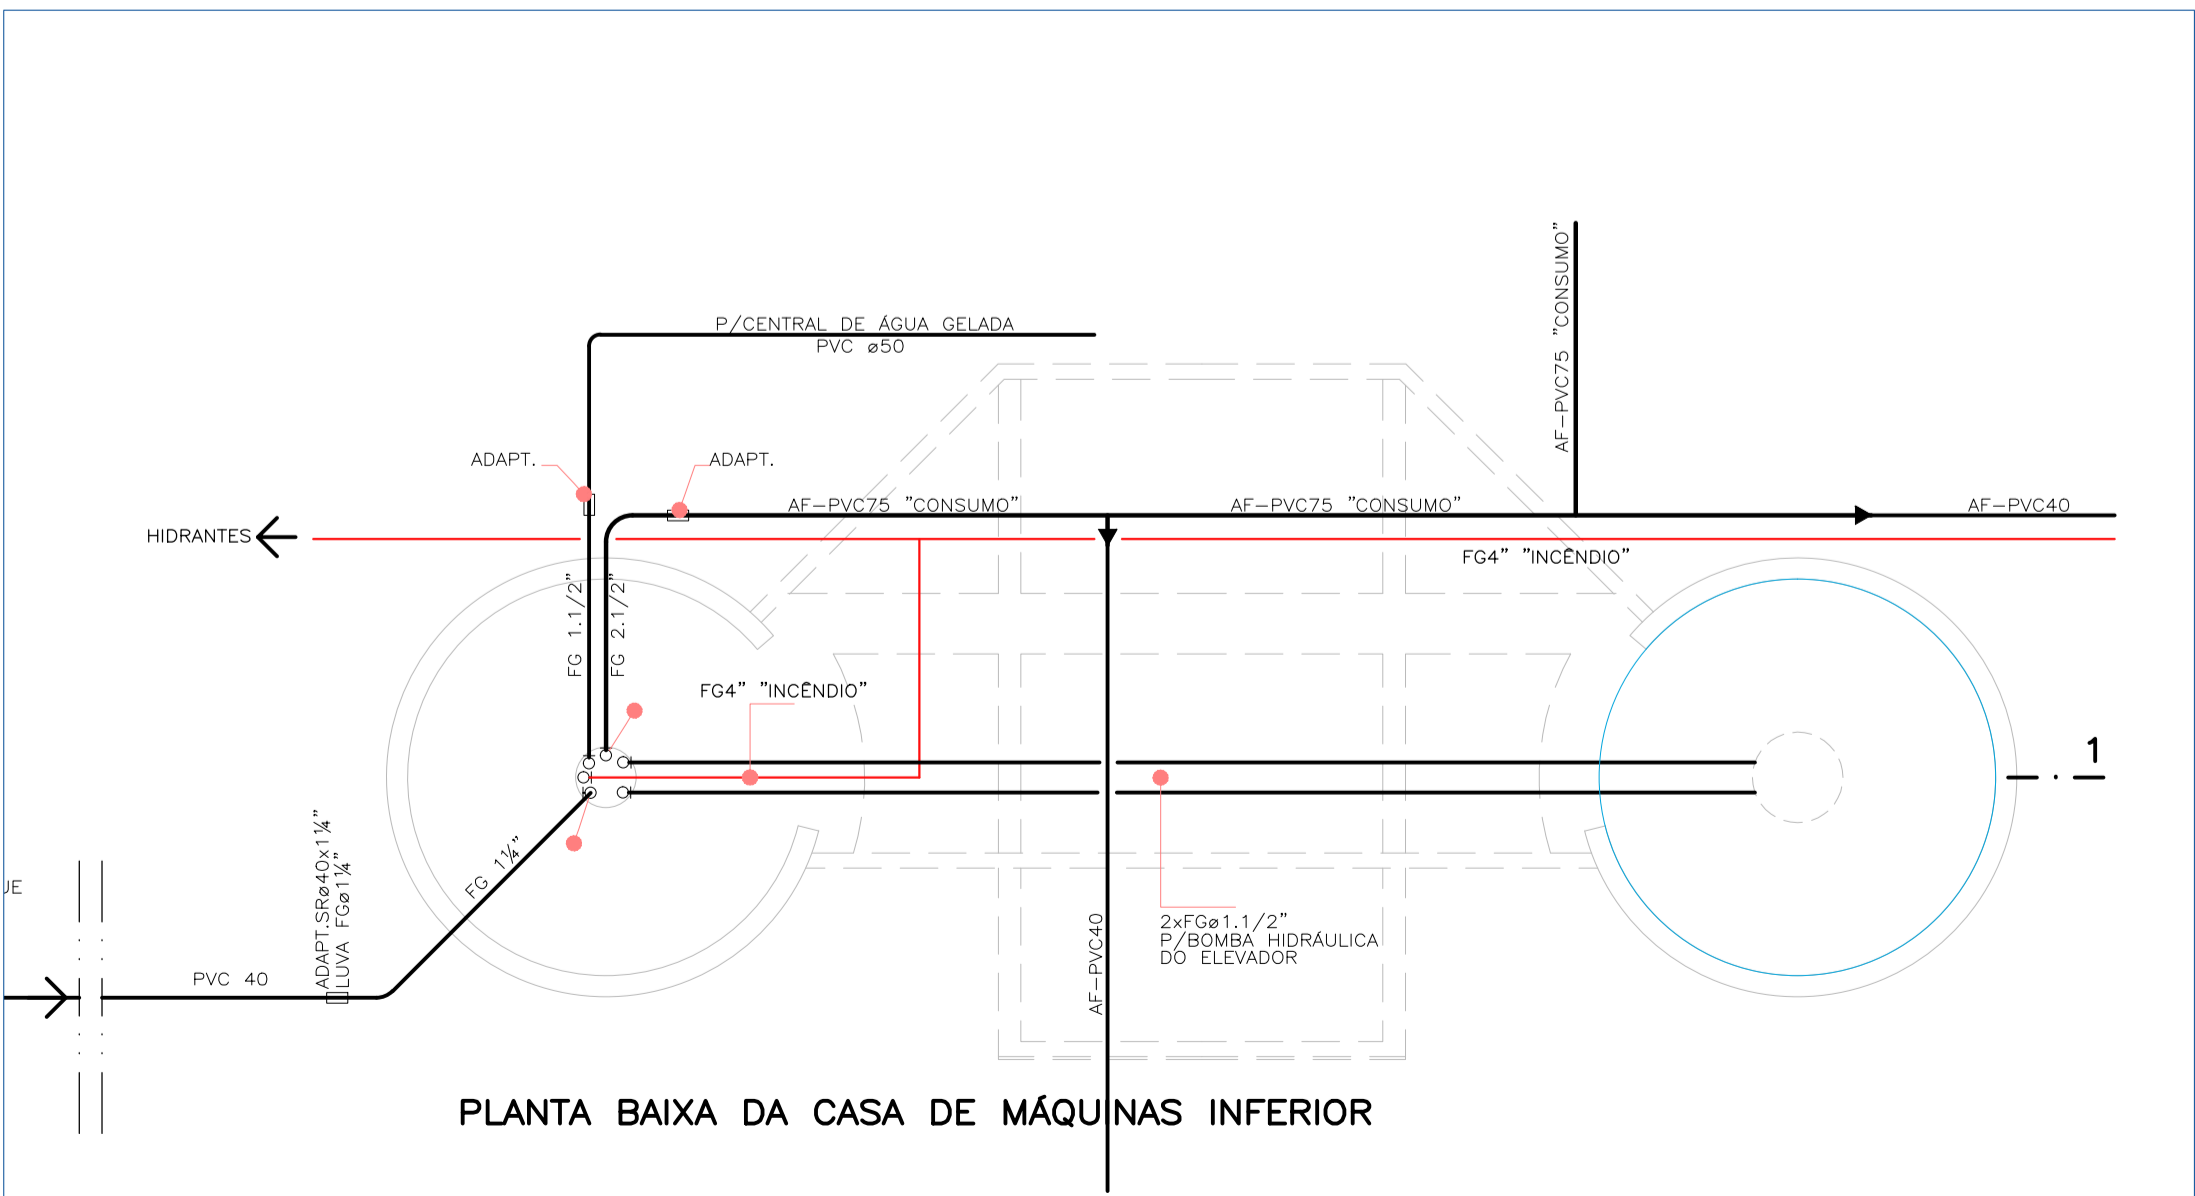 AF-PVC75 "CONSUMO"
P/CENTRAL DE ÁGUA GELADA
PVC ø50
ADAPT.
ADAPT.
AF-PVC75 "CONSUMO"
AF-PVC75 "CONSUMO"
AF-PVC40
HIDRANTES
FG4" "INCÊNDIO"
FG 1.1/2"
FG 2.1/2"
FG4" "INCÊNDIO"
1
ADAPT.SRø40x1¼"
LUVA FGø1¼"
FG 1¼"
UE
PVC 40
AF-PVC40
2xFGø1.1/2"
P/BOMBA HIDRÁULICA
DO ELEVADOR
PLANTA BAIXA DA CASA DE MÁQUINAS INFERIOR